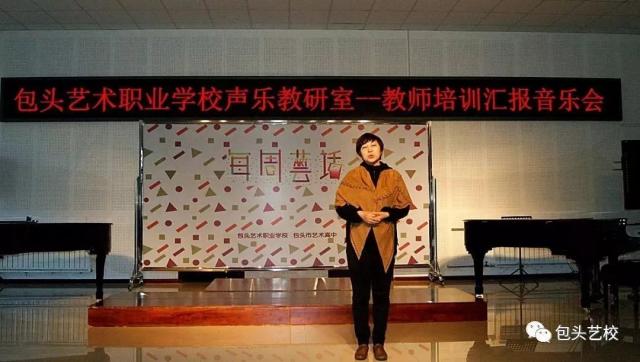 包头艺术职业学校声乐教研室--教师培训汇报音乐会
每周艺话
包头艺术职业学校 包头市艺术高中
包头艺校